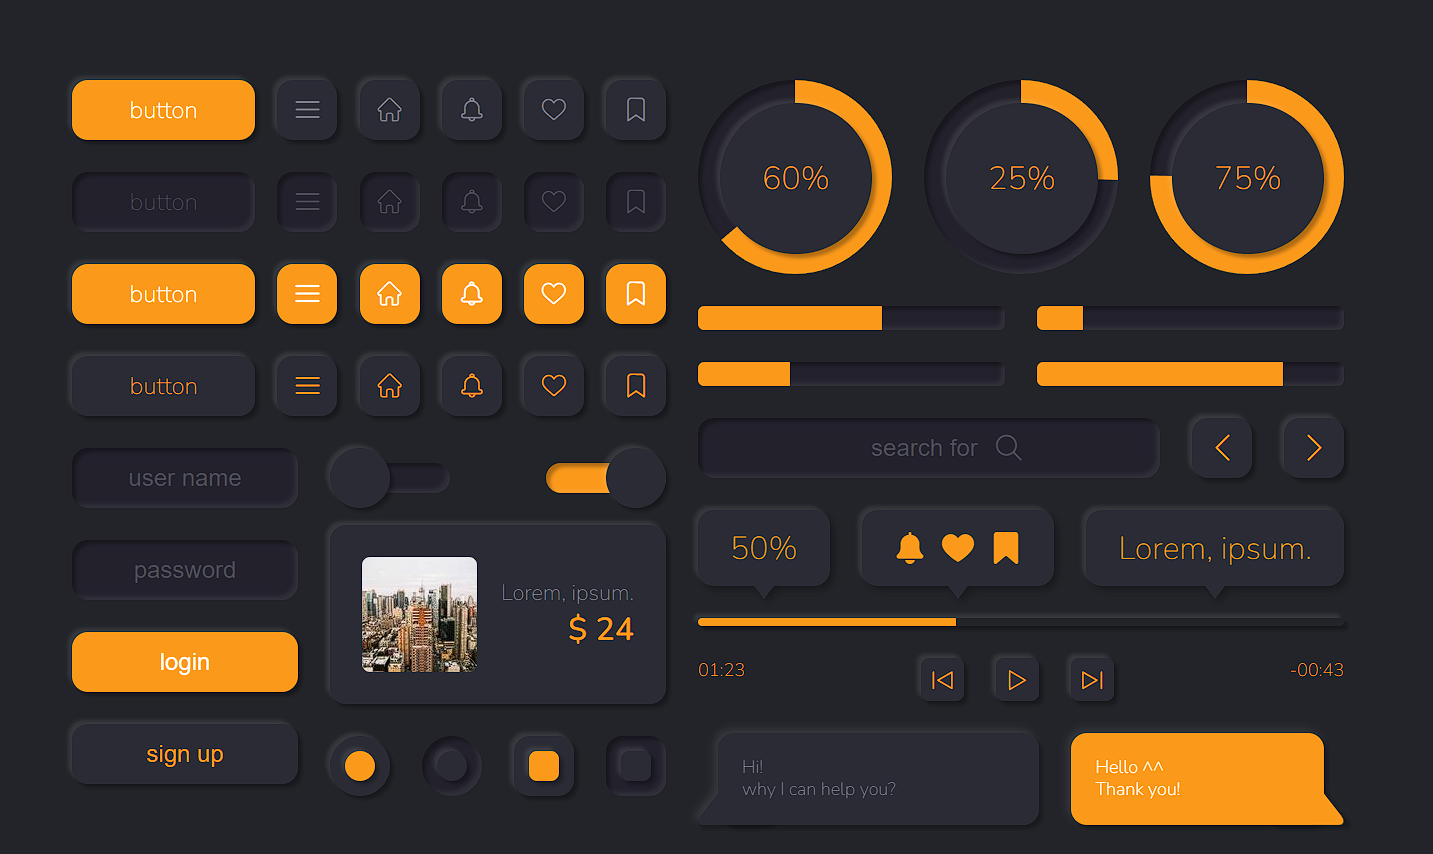 button
button
button
button
user name
password
login
sign up
Lorem, ipsum.
$ 24
60%
25%
75%
search for
50%
Lorem, ipsum.
01:23
-00:43
Hi!
why I can help you?
Hello ^^
Thank you!